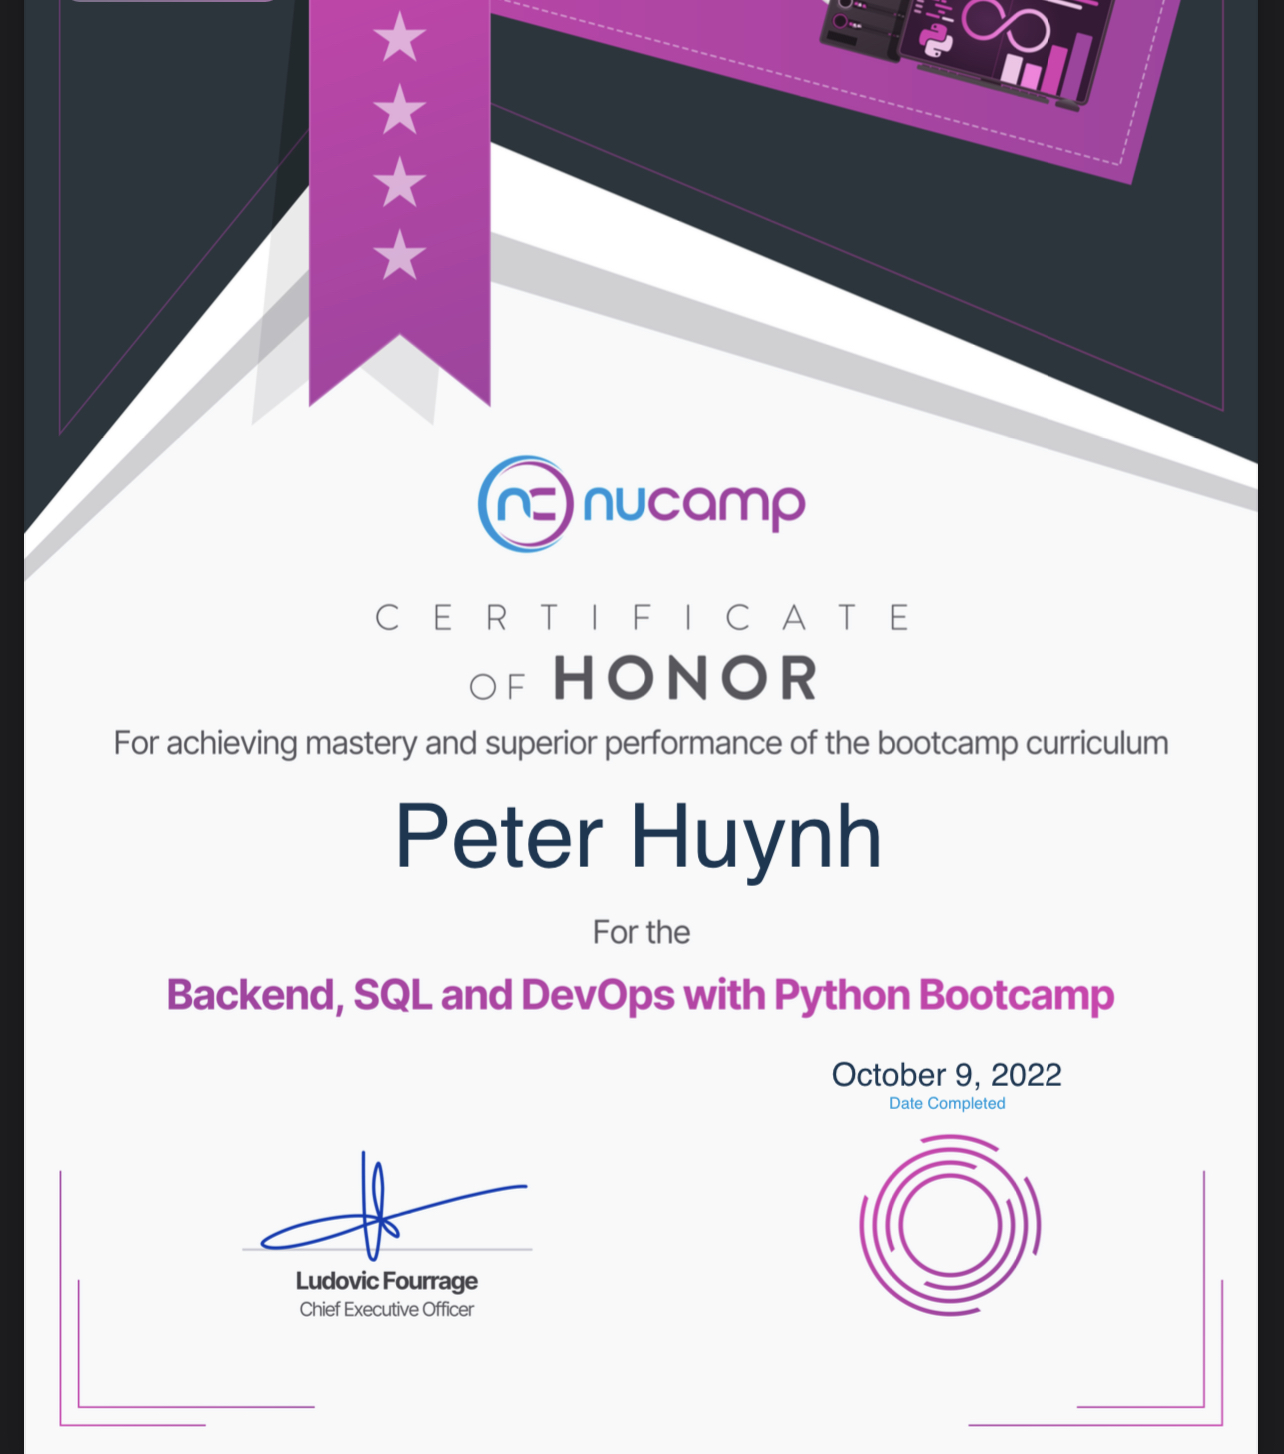 nc nucamp
CERTIFICATE
OF HONOR
For achieving mastery and superior performance of the bootcamp curriculum
Peter Huynh
For the
Backend, SQL and DevOps with Python Bootcamp
October 9, 2022
Date Completed
Ludovic Fourrage
Chief Executive Officer